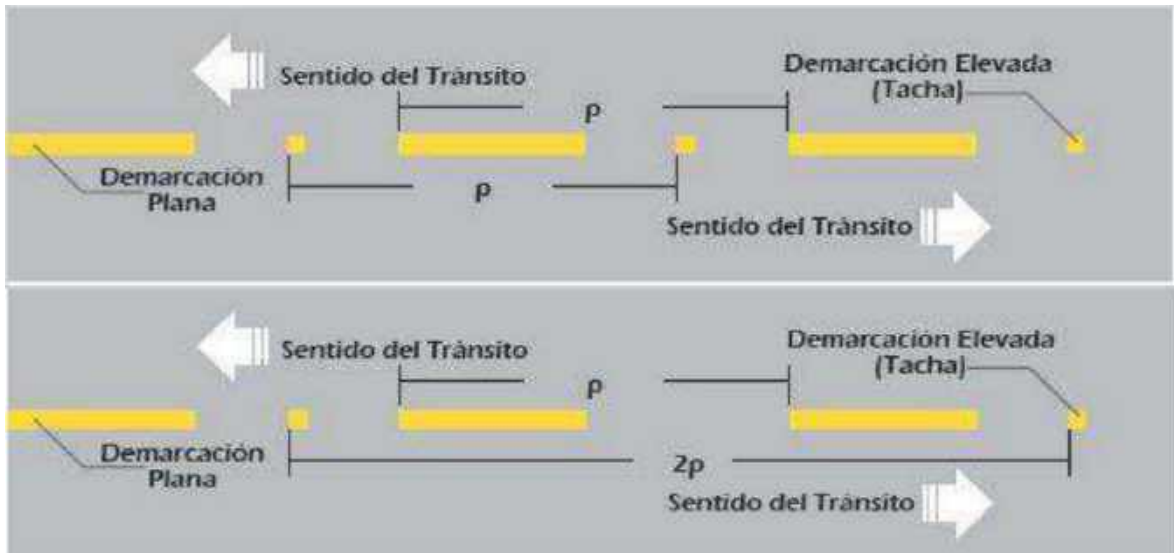 Sentido del Tránsito
Demarcación Elevada
(Tacha)
p
Demarcación
Plana
p
Sentido del Tránsito
Sentido del Tránsito
Demarcación Elevada
(Tacha)
p
Demarcación
Plana
2p
Sentido del Tránsito